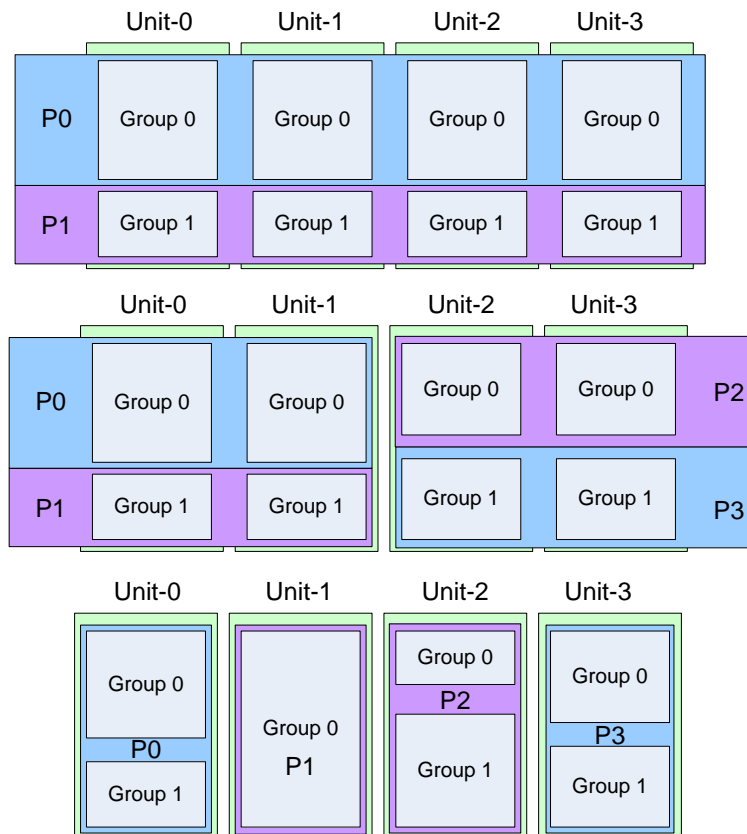 Unit-0 Unit-1 Unit-2 Unit-3
P0 Group 0 Group 0 Group 0 Group 0
P1 Group 1 Group 1 Group 1 Group 1
Unit-0 Unit-1 Unit-2 Unit-3
P0 Group 0 Group 0 Group 0 Group 0 P2
P1 Group 1 Group 1 Group 1 Group 1 P3
Unit-0 Unit-1 Unit-2 Unit-3
Group 0 Group 0 Group 0 Group 0
P0 P1 P2 P3
Group 1 Group 1 Group 1